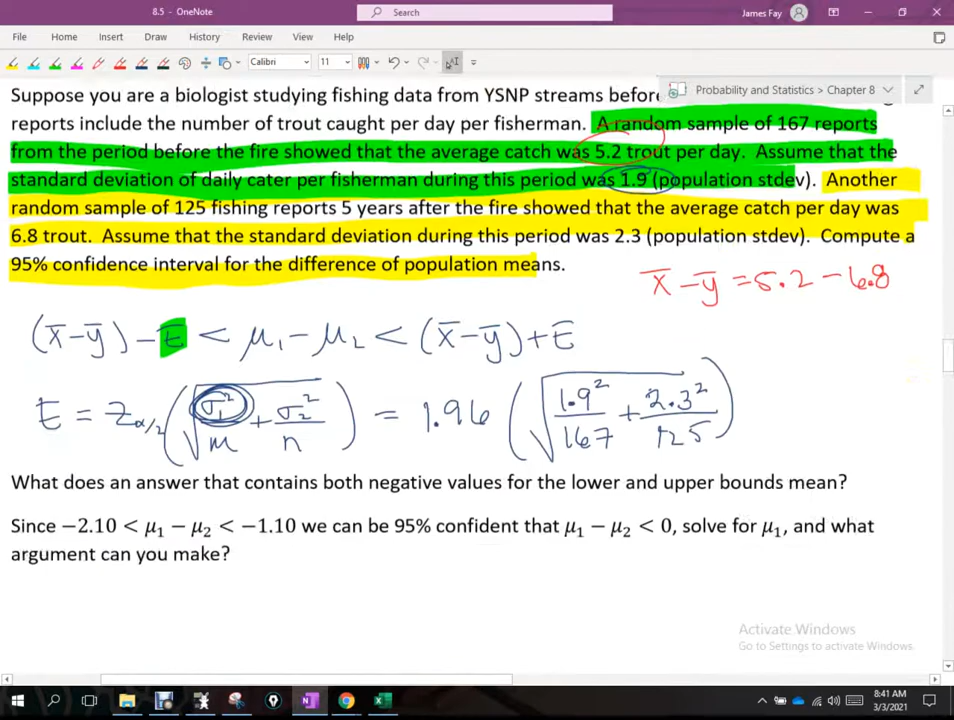 8.5 - OneNote
Search
James Fay
File Home Insert Draw History Review View Help
Calibri 11
Probability and Statistics > Chapter 8
Suppose you are a biologist studying fishing data from YSNP streams before
reports include the number of trout caught per day per fisherman. A random sample of 167 reports
from the period before the fire showed that the average catch was 5.2 trout per day. Assume that the
standard deviation of daily cater per fisherman during this period was 1.9 (population stdev). Another
random sample of 125 fishing reports 5 years after the fire showed that the average catch per day was
6.8 trout. Assume that the standard deviation during this period was 2.3 (population stdev). Compute a
95% confidence interval for the difference of population means.
x̅ - y̅ = 5.2 - 6.8
(x̅-y̅) - E < μ₁ - μ₂ < (x̅-y̅) + E
E = z α/2 (√(σ₁²/m + σ₂²/n)) = 1.96 (√(1.9²/167 + 2.3²/125))
What does an answer that contains both negative values for the lower and upper bounds mean?
Since −2.10 < μ₁ − μ₂ < −1.10 we can be 95% confident that μ₁ − μ₂ < 0, solve for μ₁, and what
argument can you make?
Activate Windows
Go to Settings to activate Windows.
8:41 AM
3/3/2021